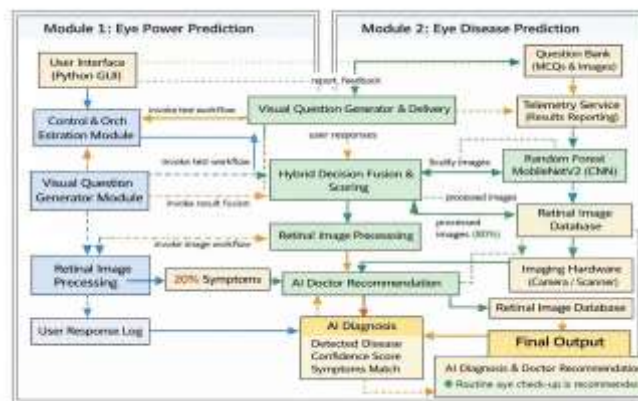 Module 1: Eye Power Prediction
Module 2: Eye Disease Prediction
User Interface
(Python GUI)
report, feedback
Question Bank
(MCQs & Images)
invoke test workflow
Visual Question Generator & Delivery
Telemetry Service
(Results Reporting)
Control & Orch
Estration Module
user responses
invoke test workflow
Hybrid Decision Fusion &
Scoring
images
Random Forest
MobileNetV2 (CNN)
Visual Question
Generator Module
invoke result fusion
processed images
processed
images (80%)
Retinal Image
Database
invoke image workflow
Retinal Image Processing
Retinal Image
Processing
20% Symptoms
AI Doctor Recommendation
Imaging Hardware
(Camera / Scanner)
Retinal Image Database
User Response Log
AI Diagnosis
Detected Disease
Confidence Score
Symptoms Match
Final Output
AI Diagnosis & Doctor Recommendation
Routine eye check-up is recommended